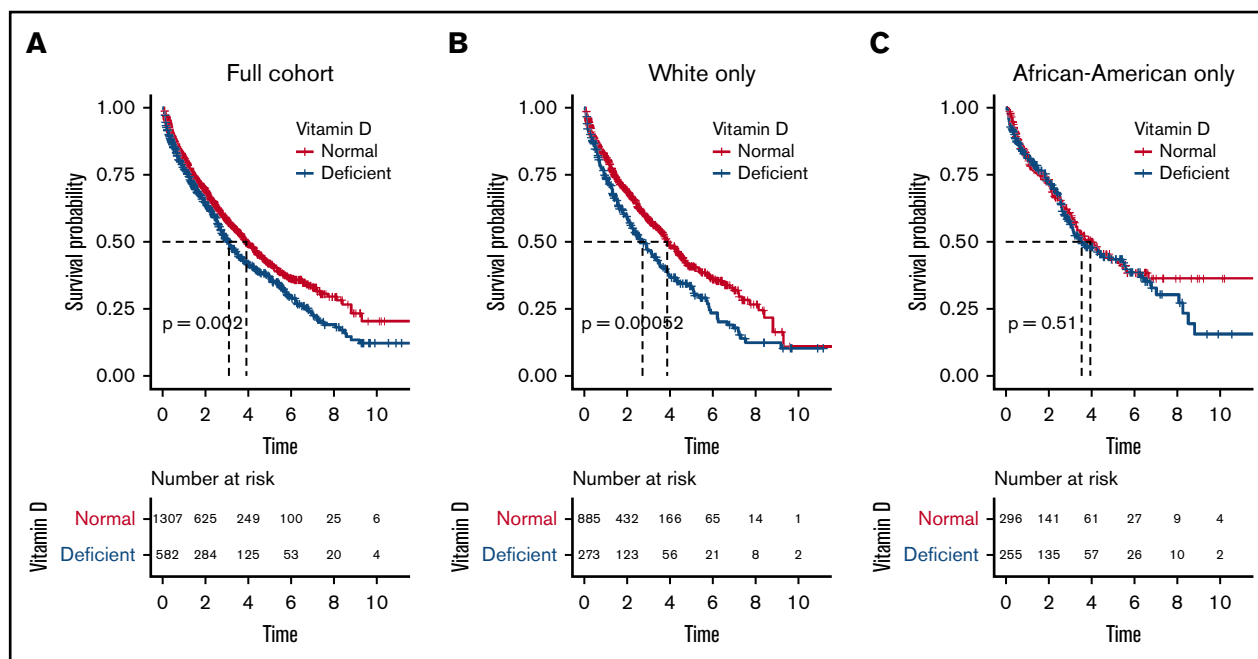 A
Full cohort
1.00
0.75
0.50
0.25
0.00
Survival probability
Vitamin D
Normal
Deficient
p = 0.002
0 2 4 6 8 10
Time
Number at risk
Vitamin D
Normal 1307 625 249 100 25 6
Deficient 582 284 125 53 20 4
0 2 4 6 8 10
Time
B
White only
1.00
0.75
0.50
0.25
0.00
Survival probability
Vitamin D
Normal
Deficient
p = 0.00052
0 2 4 6 8 10
Time
Number at risk
Vitamin D
Normal 885 432 166 65 14 1
Deficient 273 123 56 21 8 2
0 2 4 6 8 10
Time
C
African-American only
1.00
0.75
0.50
0.25
0.00
Survival probability
Vitamin D
Normal
Deficient
p = 0.51
0 2 4 6 8 10
Time
Number at risk
Vitamin D
Normal 296 141 61 27 9 4
Deficient 255 135 57 26 10 2
0 2 4 6 8 10
Time